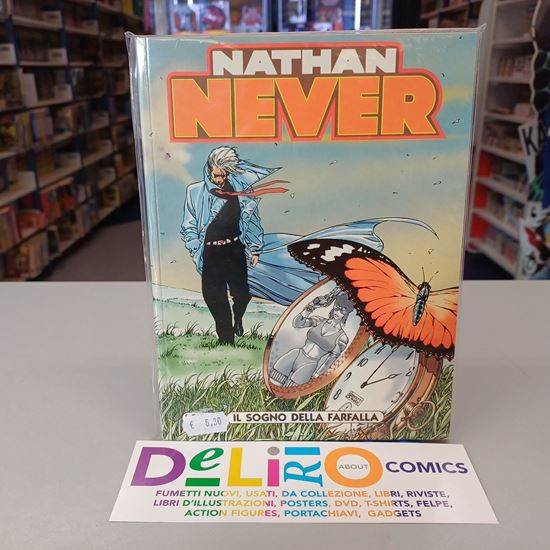 NATHAN
NEVER
€ 5,30
IL SOGNO DELLA FARFALLA
DeLiRiO ABOUT COMICS
FUMETTI NUOVI, USATI, DA COLLEZIONE, LIBRI, RIVISTE,
LIBRI D'ILLUSTRAZIONI, POSTERS, DVD, T-SHIRTS, FELPE,
ACTION FIGURES, PORTACHIAVI, GADGETS